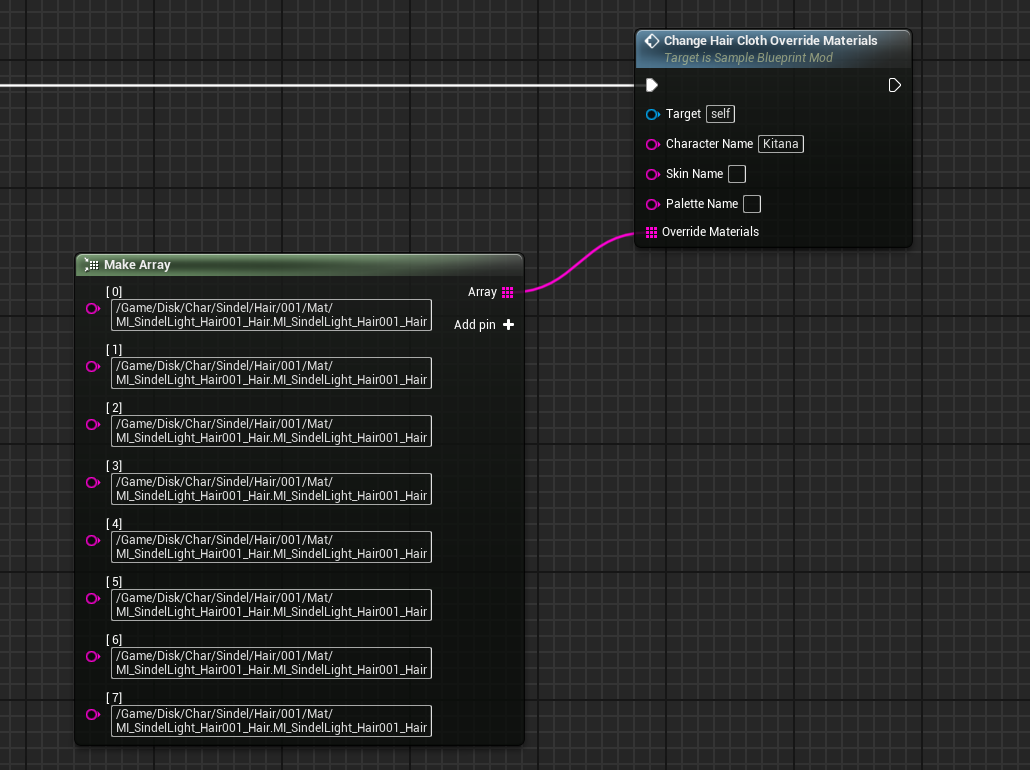 Change Hair Cloth Override Materials
Target is Sample Blueprint Mod
Target self
Character Name Kitana
Skin Name
Palette Name
Override Materials
Make Array
[ 0]
/Game/Disk/Char/Sindel/Hair/001/Mat/
MI_SindelLight_Hair001_Hair.MI_SindelLight_Hair001_Hair
Array
Add pin
[ 1]
/Game/Disk/Char/Sindel/Hair/001/Mat/
MI_SindelLight_Hair001_Hair.MI_SindelLight_Hair001_Hair
[ 2]
/Game/Disk/Char/Sindel/Hair/001/Mat/
MI_SindelLight_Hair001_Hair.MI_SindelLight_Hair001_Hair
[ 3]
/Game/Disk/Char/Sindel/Hair/001/Mat/
MI_SindelLight_Hair001_Hair.MI_SindelLight_Hair001_Hair
[ 4]
/Game/Disk/Char/Sindel/Hair/001/Mat/
MI_SindelLight_Hair001_Hair.MI_SindelLight_Hair001_Hair
[ 5]
/Game/Disk/Char/Sindel/Hair/001/Mat/
MI_SindelLight_Hair001_Hair.MI_SindelLight_Hair001_Hair
[ 6]
/Game/Disk/Char/Sindel/Hair/001/Mat/
MI_SindelLight_Hair001_Hair.MI_SindelLight_Hair001_Hair
[ 7]
/Game/Disk/Char/Sindel/Hair/001/Mat/
MI_SindelLight_Hair001_Hair.MI_SindelLight_Hair001_Hair